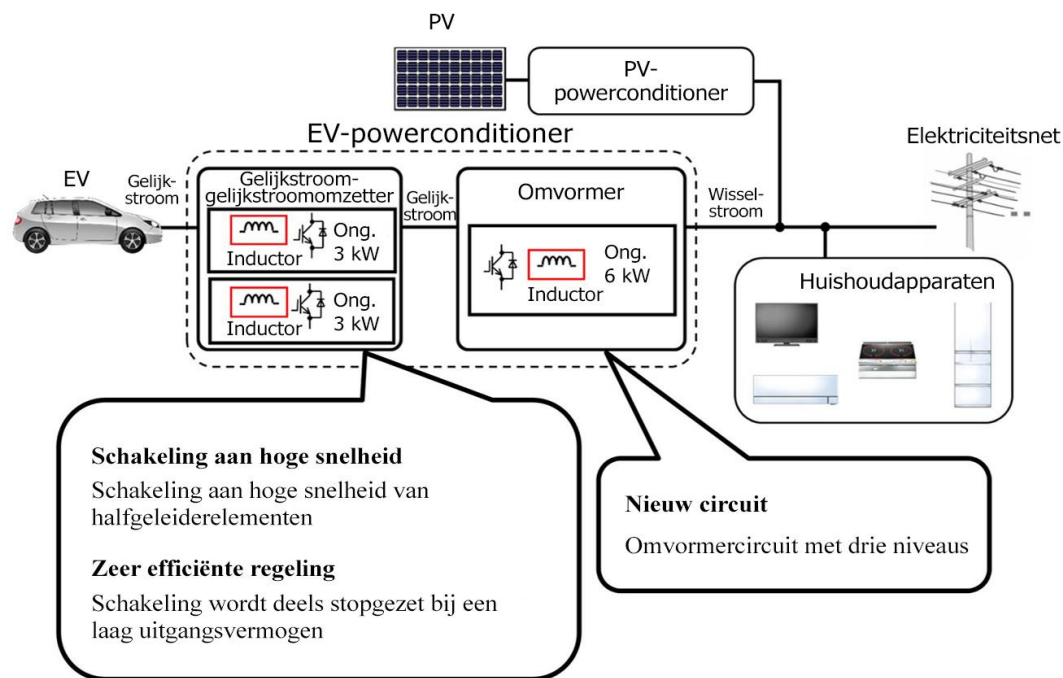 PV
PV-
powerconditioner
EV-powerconditioner
Elektriciteitsnet
EV
Gelijk-
stroom
Gelijkstroom-
gelijkstroomomzetter
Inductor
Ong.
3 kW
Inductor
Ong.
3 kW
Gelijk-
stroom
Omvormer
Inductor
Ong.
6 kW
Wissel-
stroom
Huishoudapparaten
Schakeling aan hoge snelheid
Schakeling aan hoge snelheid van
halfgeleiderelementen
Zeer efficiënte regeling
Schakeling wordt deels stopgezet bij een
laag uitgangsvermogen
Nieuw circuit
Omvormercircuit met drie niveaus